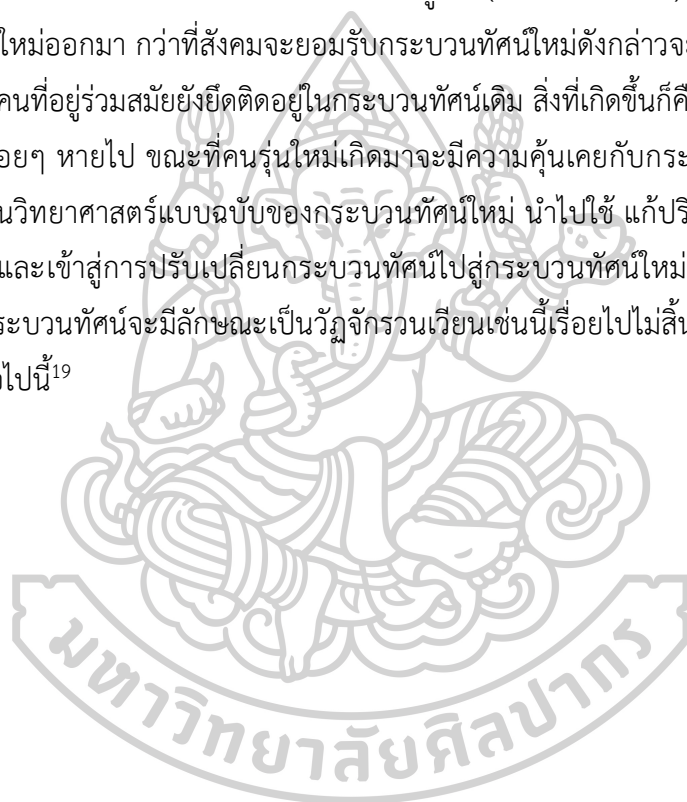 ใหม่ออกมา กว่าที่สังคมจะยอมรับกระบวนทัศน์ใหม่ดังกล่าวจะ
คนที่อยู่ร่วมสมัยยังยึดติดอยู่ในกระบวนทัศน์เดิม สิ่งที่เกิดขึ้นก็คื
อยๆ หายไป ขณะที่คนรุ่นใหม่เกิดมาจะมีความคุ้นเคยกับกระ
นวิทยาศาสตร์แบบฉบับของกระบวนทัศน์ใหม่ นำไปใช้ แก้ปริ
และเข้าสู่การปรับเปลี่ยนกระบวนทัศน์ไปสู่กระบวนทัศน์ใหม่
ระบวนทัศน์จะมีลักษณะเป็นวัฏจักรวนเวียนเช่นนี้เรื่อยไปไม่สิ้น
อไปนี้19
มหาวิทยาลัยศิลปากร